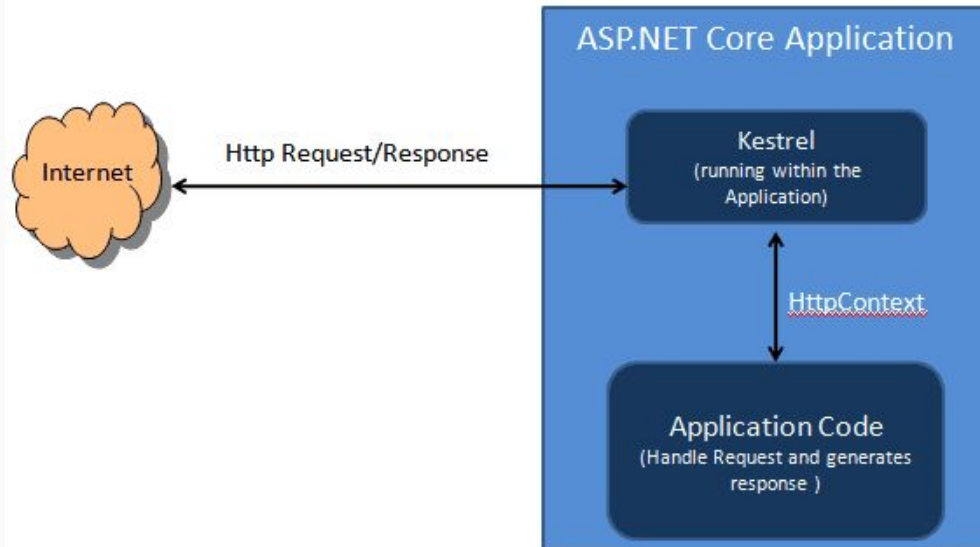 ASP.NET Core Application
Internet
Http Request/Response
Kestrel
(running within the
Application)
HttpContext
Application Code
(Handle Request and generates
response )